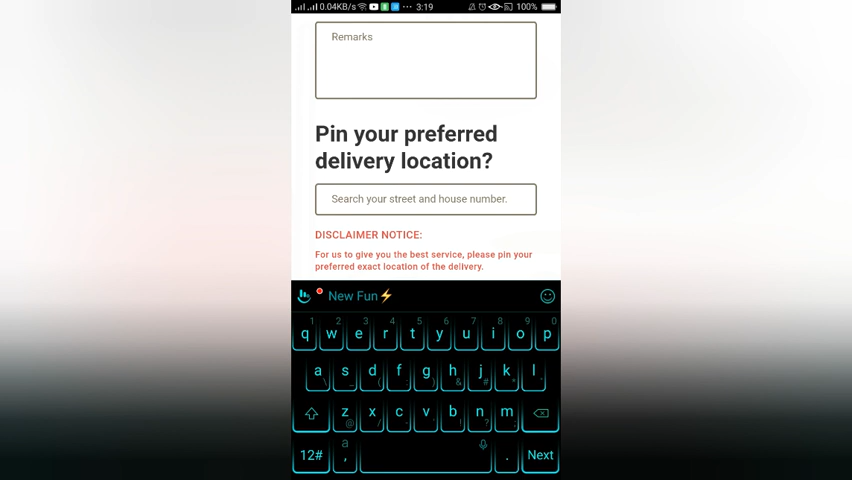 0.04KB/s ... 3:19 100%
Remarks
Pin your preferred
delivery location?
Search your street and house number.
DISCLAIMER NOTICE:
For us to give you the best service, please pin your
preferred exact location of the delivery.
New Fun⚡
1 2 3 4 5 6 7 8 9 0
q w e r t y u i o p
a s d f g h j k l
\ _ ( ) & # * "
z x c v b n m
@ / - ! ? ;
a
12# , . Next